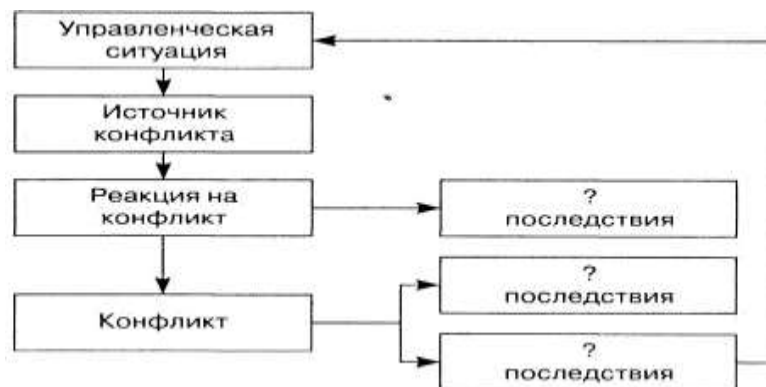 Управленческая
ситуация
Источник
конфликта
Реакция на
конфликт
?
последствия
?
последствия
Конфликт
?
последствия